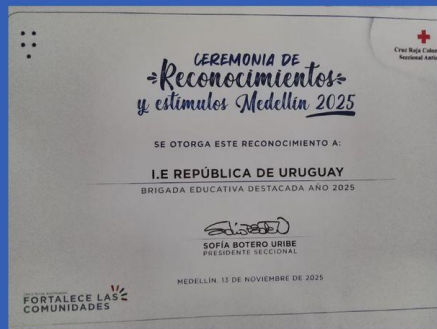 CEREMONIA DE
Reconocimientos
y estímulos Medellín 2025
Cruz Roja
Seccional
SE OTORGA ESTE RECONOCIMIENTO A:
I.E REPÚBLICA DE URUGUAY
BRIGADA EDUCATIVA DESTACADA AÑO 2025
SOFÍA BOTERO URIBE
PRESIDENTE SECCIONAL
MEDELLÍN, 13 DE NOVIEMBRE DE 2025
FORTALECE LAS
COMUNIDADES